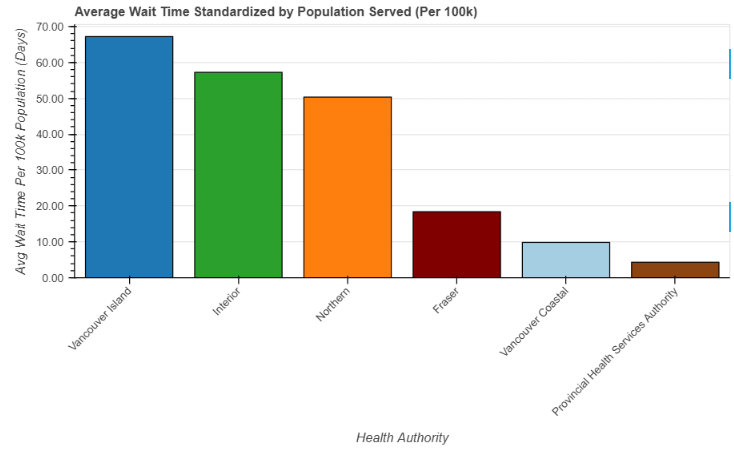 Average Wait Time Standardized by Population Served (Per 100k)
Avg Wait Time Per 100k Population (Days)
70.00
60.00
50.00
40.00
30.00
20.00
10.00
0.00
Vancouver Island
Interior
Northern
Fraser
Vancouver Coastal
Provincial Health Services Authority
Health Authority